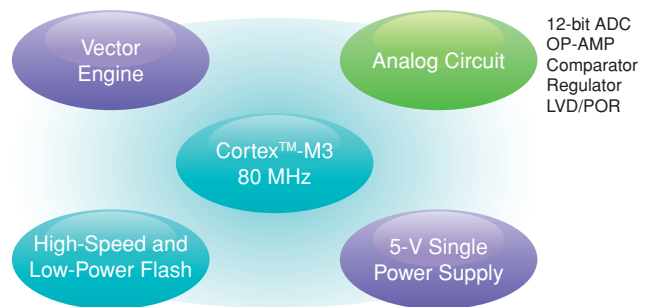 Vector
Engine
Analog Circuit
12-bit ADC
OP-AMP
Comparator
Regulator
LVD/POR
Cortex™-M3
80 MHz
High-Speed and
Low-Power Flash
5-V Single
Power Supply